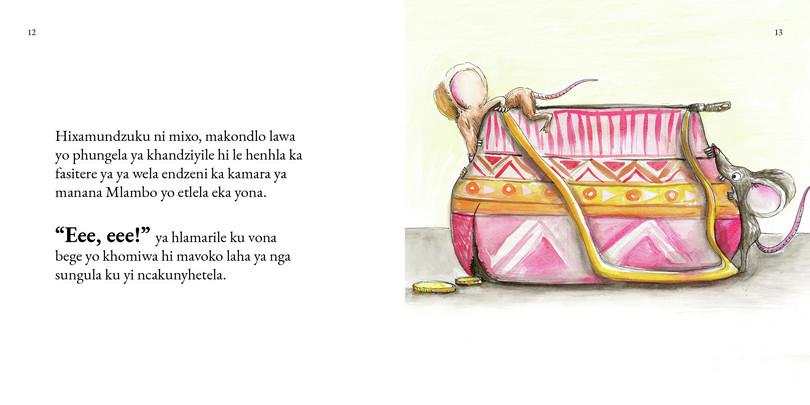 12
Hixamundzuku ni mixo, makondlo lawa
yo phungela ya khandziyile hi le henhla ka
fasitere ya ya wela endzeni ka kamara ya
manana Mlambo yo etlela eka yona.
“Eee, eee!” ya hlamarile ku vona
bege yo khomiwa hi mavoko laha ya nga
sungula ku yi ncakunyhetela.
13